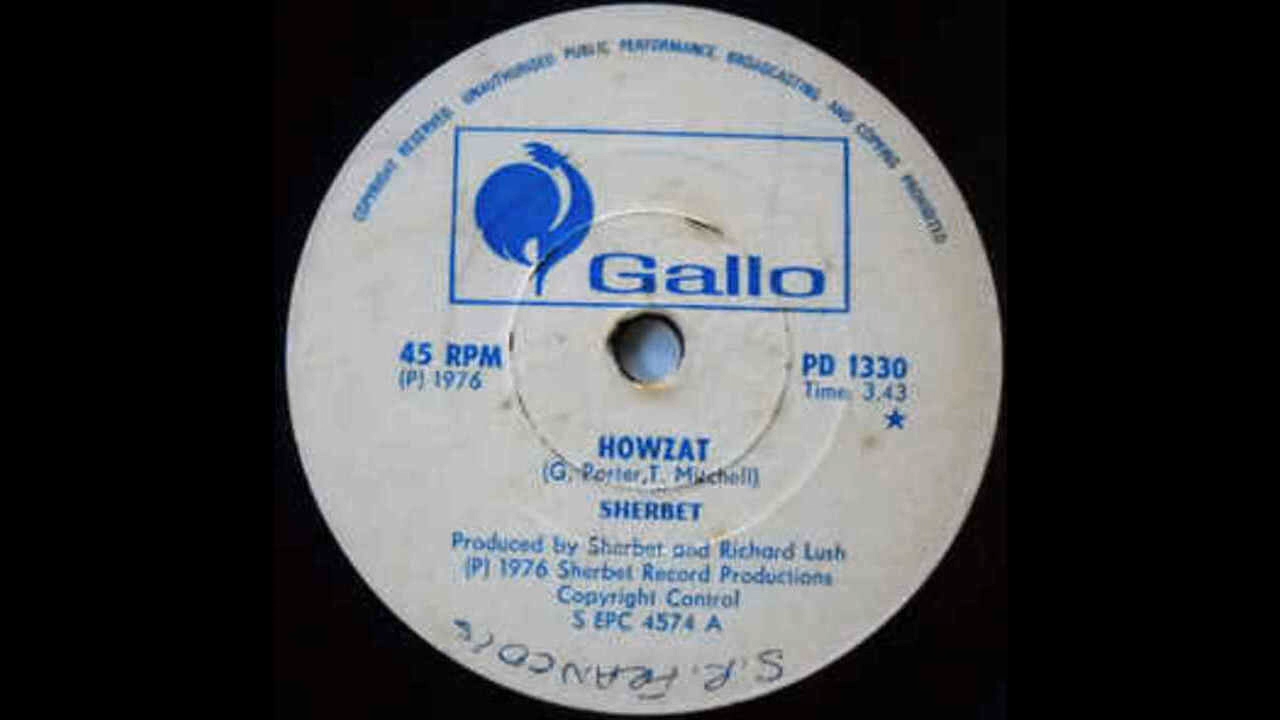 COPYRIGHT RESERVED. UNAUTHORISED PUBLIC PERFORMANCE, BROADCASTING AND COPYING PROHIBITED
Gallo
45 RPM
(P) 1976
PD 1330
Time: 3.43
HOWZAT
(G. Porter,T. Mitchell)
SHERBET
Produced by Sherbet and Richard Lush
(P) 1976 Sherbet Record Productions
Copyright Control
S EPC 4574 A
S.R. FRANCOIS